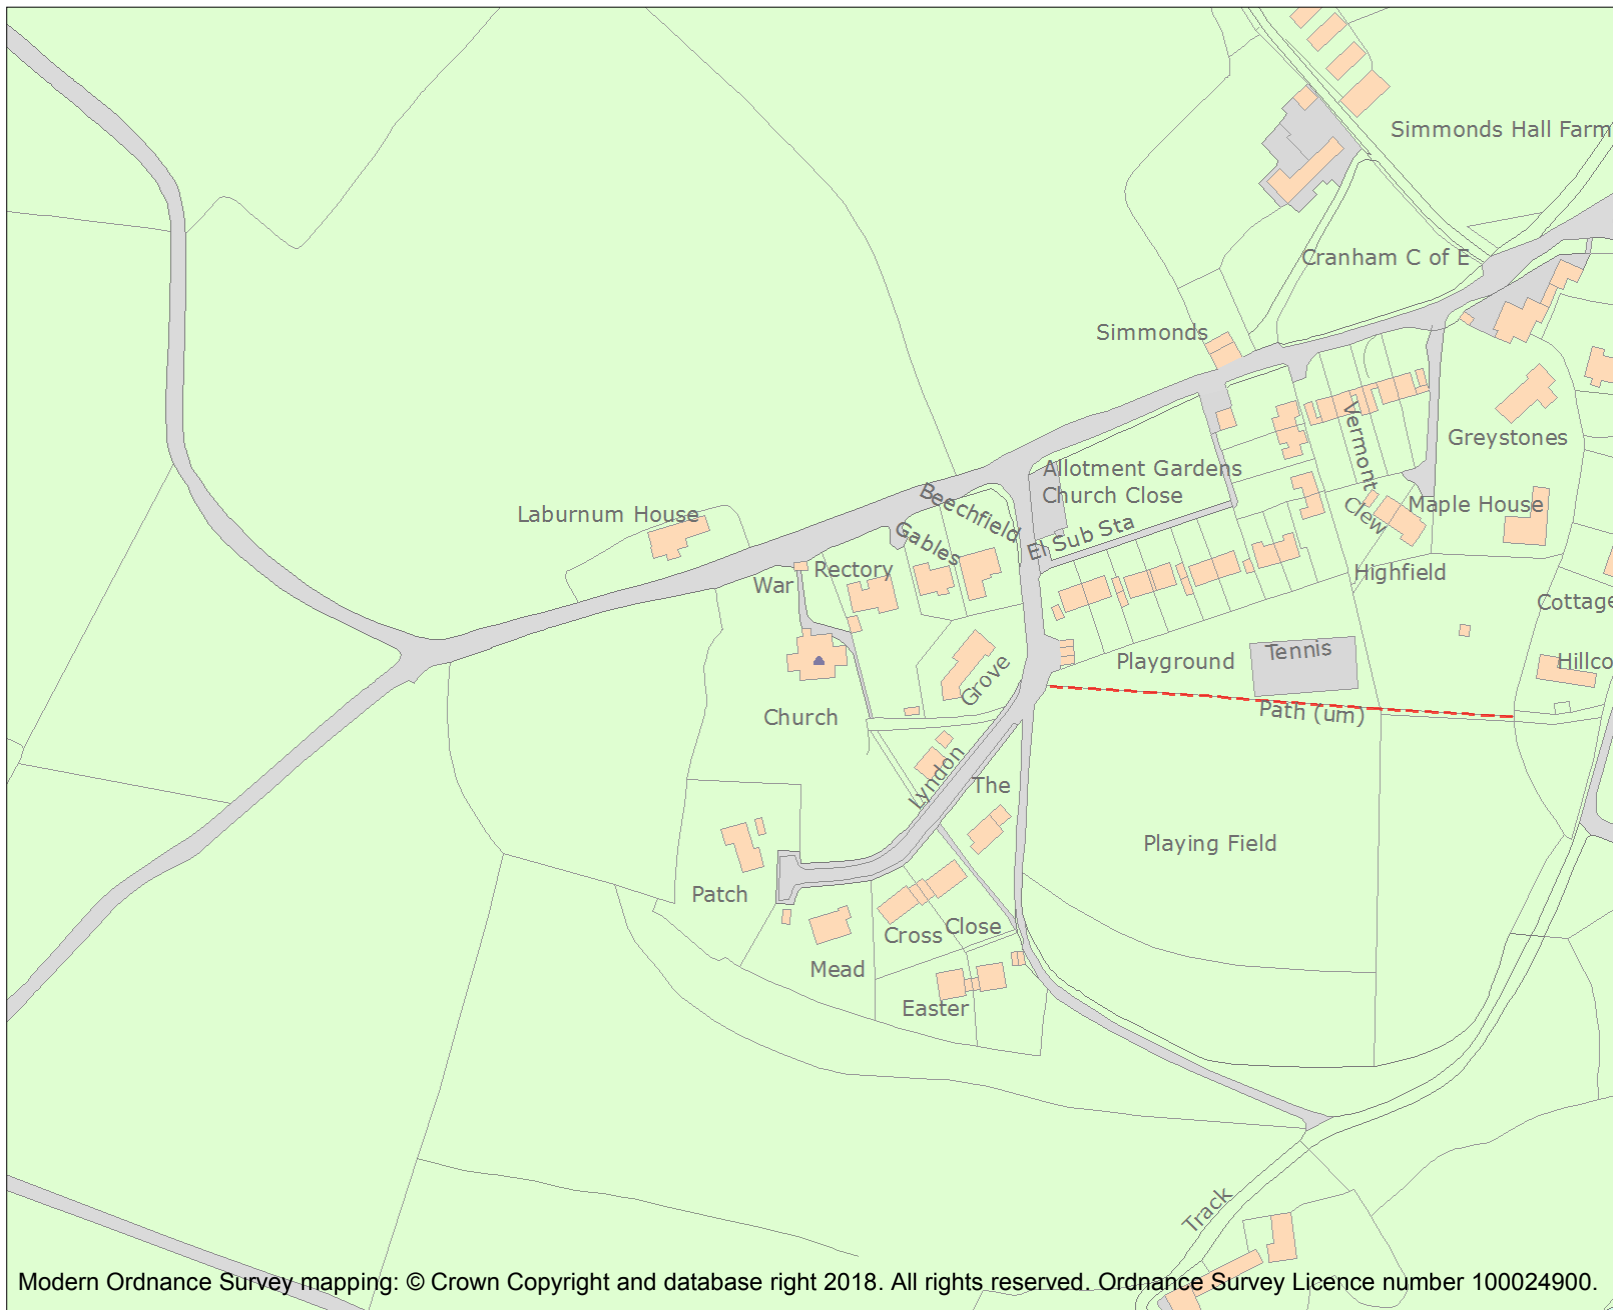 Simmonds Hall Farm
Cranham C of E
Simmonds
Greystones
Vermont
Allotment Gardens
Church Close
Beechfield
El Sub Sta
Gables
Laburnum House
Clew
Maple House
Rectory
War
Highfield
Cottage
Tennis
Playground
Hillco
Grove
Church
Path (um)
Lyndon
The
Playing Field
Patch
Cross
Close
Mead
Easter
Track
Modern Ordnance Survey mapping: © Crown Copyright and database right 2018. All rights reserved. Ordnance Survey Licence number 100024900.